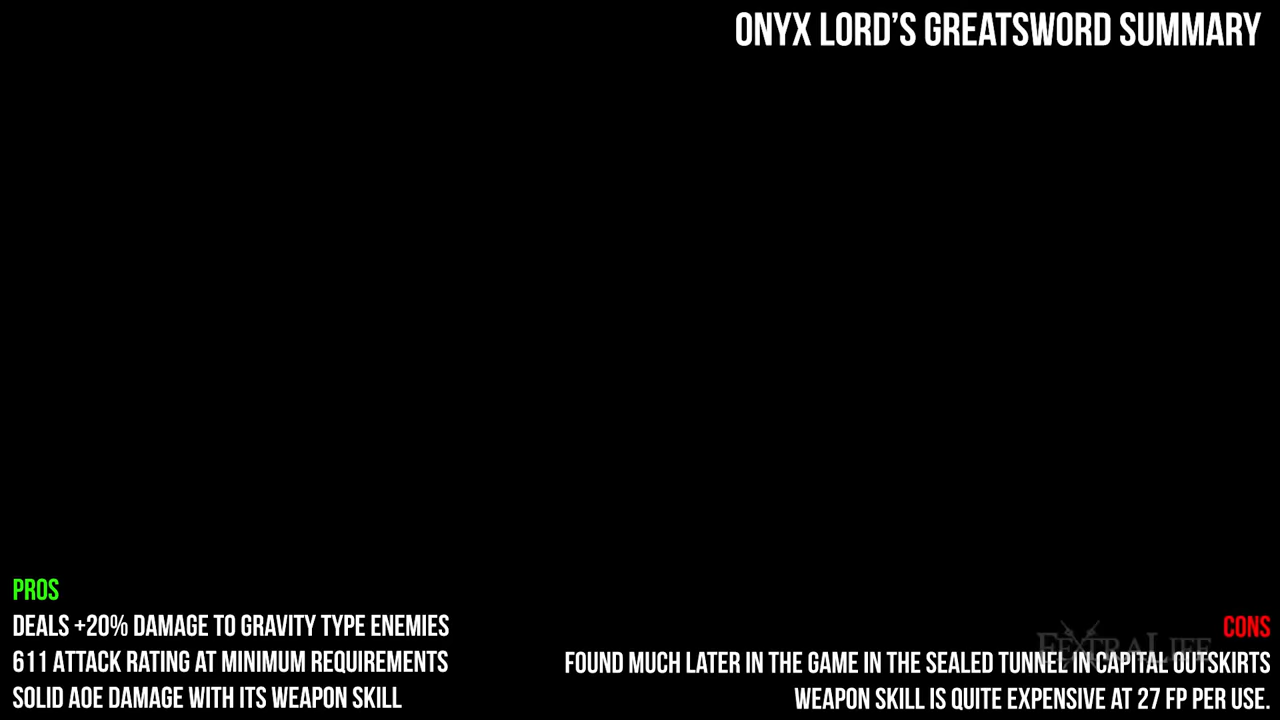 ONYX LORD'S GREATSWORD SUMMARY
PROS
DEALS +20% DAMAGE TO GRAVITY TYPE ENEMIES
611 ATTACK RATING AT MINIMUM REQUIREMENTS
SOLID AOE DAMAGE WITH ITS WEAPON SKILL
CONS
FOUND MUCH LATER IN THE GAME IN THE SEALED TUNNEL IN CAPITAL OUTSKIRTS
WEAPON SKILL IS QUITE EXPENSIVE AT 27 FP PER USE.
FEXTRALIFE